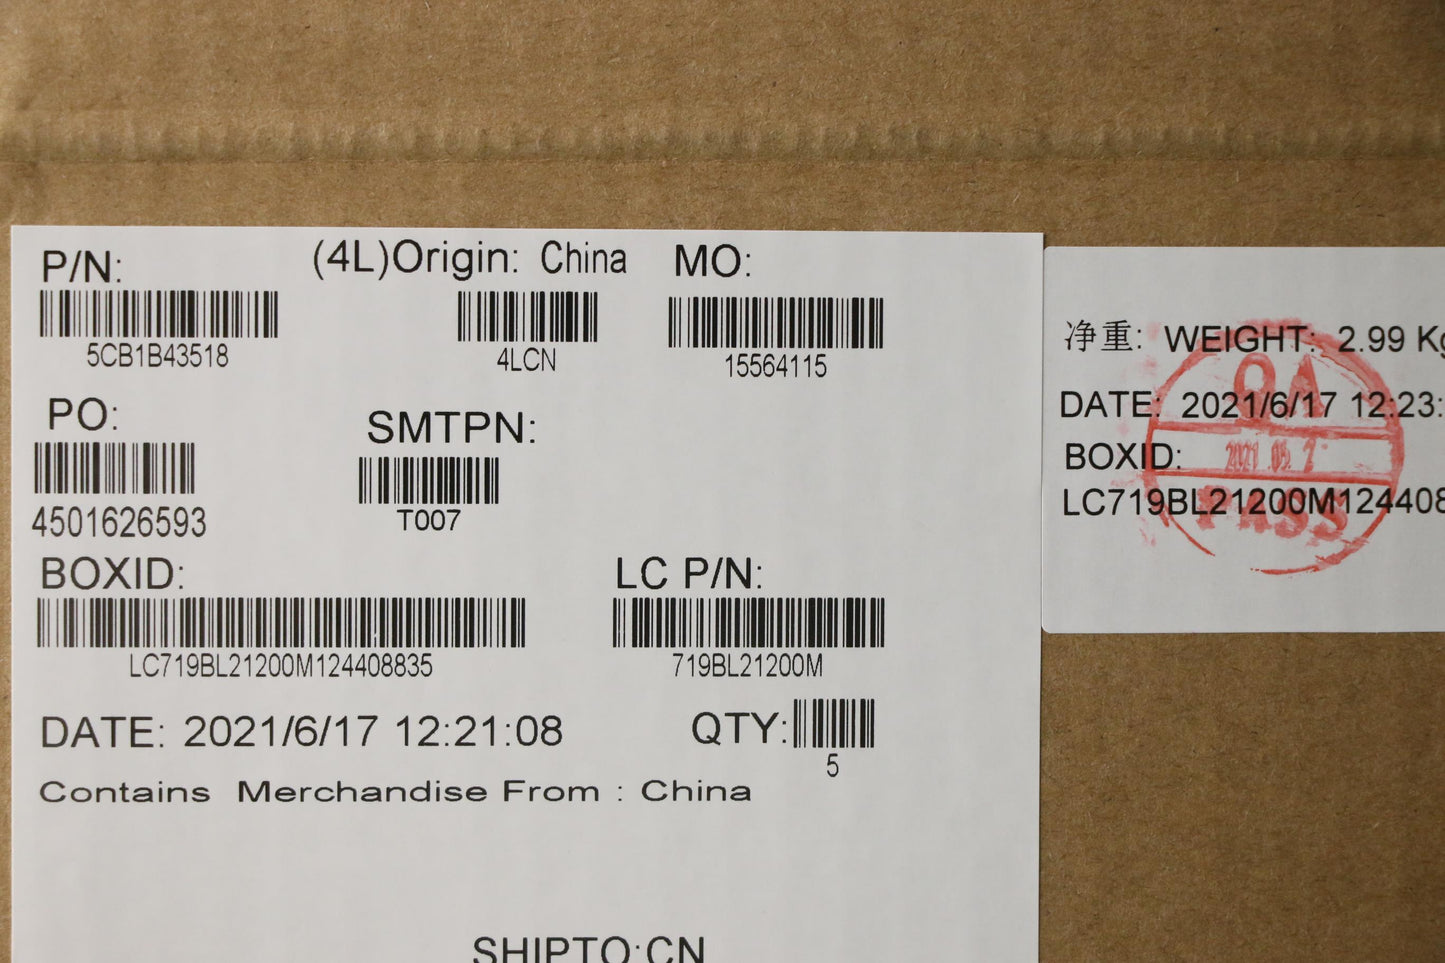 P/N: (4L)Origin: China MO:
5CB1B43518 4LCN 15564115
PO: SMTPN:
4501626593 T007
BOXID: LC P/N:
LC719BL21200M124408835 719BL21200M
DATE: 2021/6/17 12:21:08 QTY:
5
Contains Merchandise From : China
SHIPTO:CN
净重: WEIGHT: 2.99 Kg
DATE: 2021/6/17 12:23:
BOXID:
LC719BL21200M124408
QA
PASS